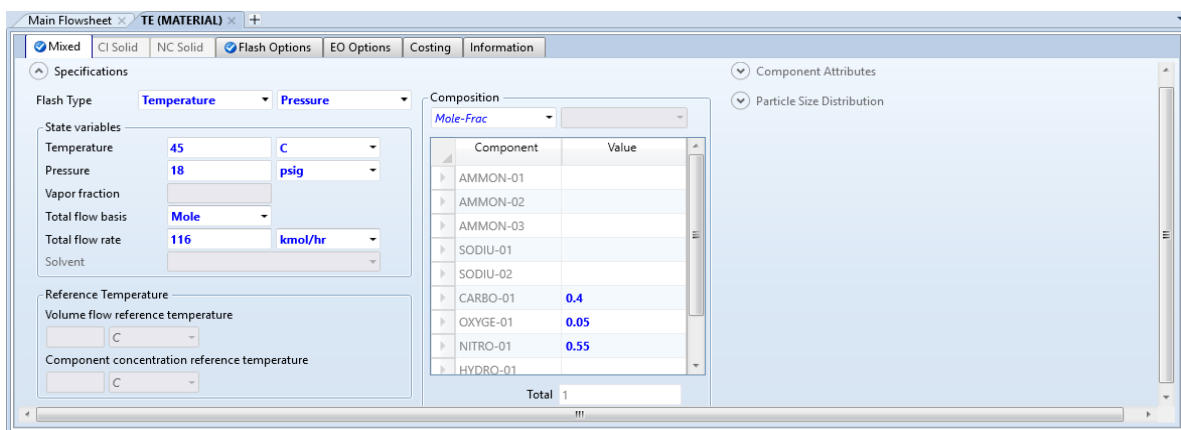 Main Flowsheet × TE (MATERIAL) × +
Mixed CI Solid NC Solid Flash Options EO Options Costing Information
Specifications
Flash Type Temperature Pressure
State variables
Temperature 45 C
Pressure 18 psig
Vapor fraction
Total flow basis Mole
Total flow rate 116 kmol/hr
Solvent
Reference Temperature
Volume flow reference temperature
C
Component concentration reference temperature
C
Composition
Mole-Frac
Component Value
AMMON-01
AMMON-02
AMMON-03
SODIU-01
SODIU-02
CARBO-01 0.4
OXYGE-01 0.05
NITRO-01 0.55
HYDRO-01
Total 1
Component Attributes
Particle Size Distribution